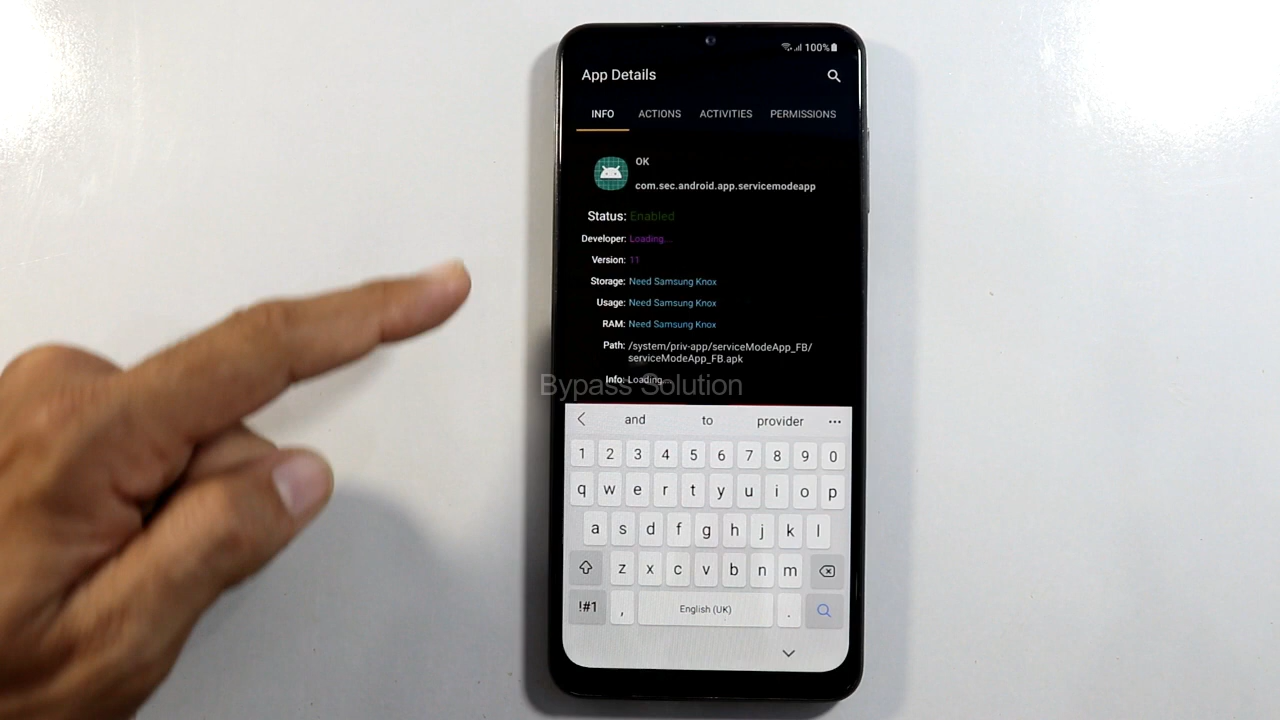 100%
App Details
INFO ACTIONS ACTIVITIES PERMISSIONS
OK
com.sec.android.app.servicemodeapp
Status: Enabled
Developer: Loading...
Version: 11
Storage: Need Samsung Knox
Usage: Need Samsung Knox
RAM: Need Samsung Knox
Path: /system/priv-app/serviceModeApp_FB/
serviceModeApp_FB.apk
Info: Loading...
Bypass Solution
and to provider
1 2 3 4 5 6 7 8 9 0
q w e r t y u i o p
a s d f g h j k l
z x c v b n m
!#1 , English (UK) .